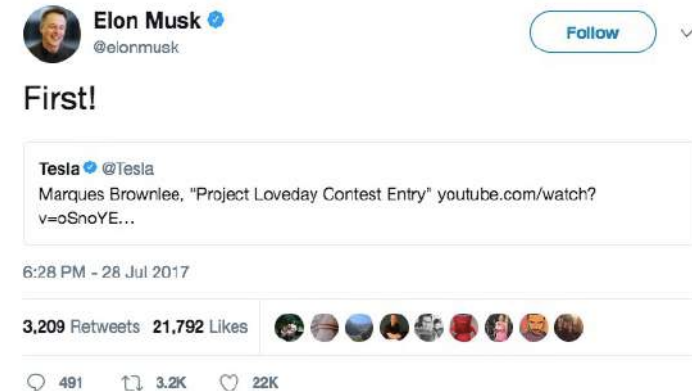 Elon Musk
@elonmusk
Follow
First!
Tesla @Tesla
Marques Brownlee, "Project Loveday Contest Entry" youtube.com/watch?
v=oSnoYE...
6:28 PM - 28 Jul 2017
3,209 Retweets 21,792 Likes
491 3.2K 22K